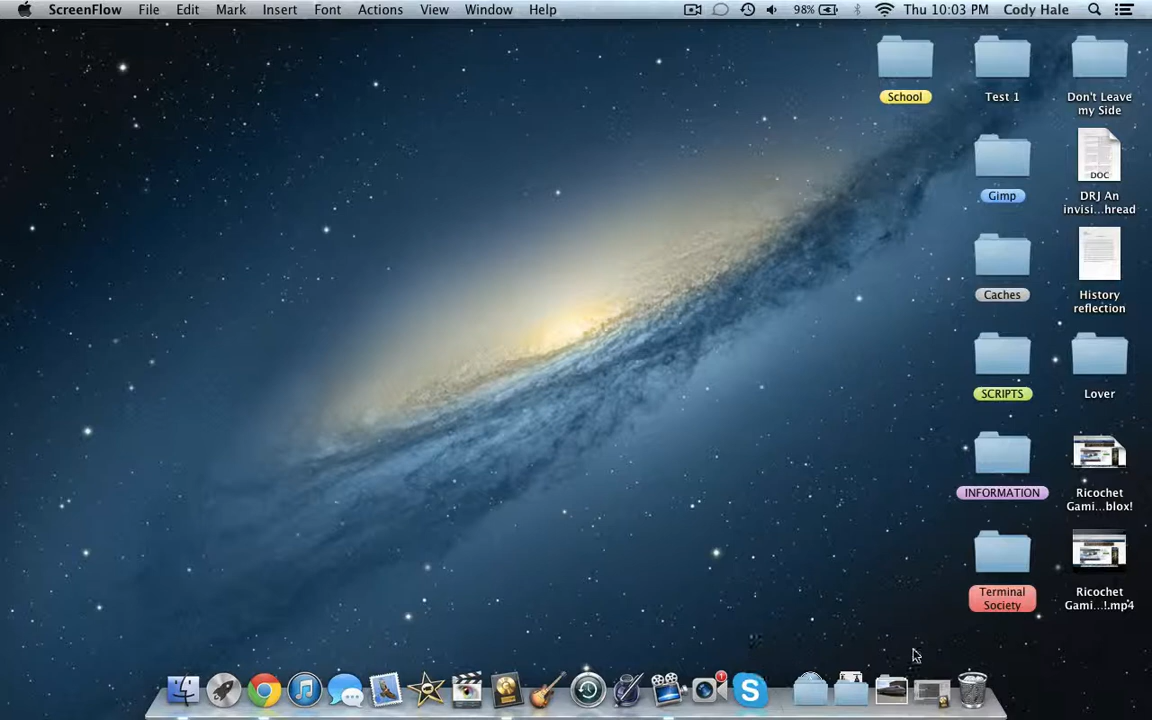 ScreenFlow File Edit Mark Insert Font Actions View Window Help 98% Thu 10:03 PM Cody Hale
School
Test 1
Don't Leave
my Side
Gimp
DOC
DRJ An
invisi...hread
Caches
History
reflection
SCRIPTS
Lover
INFORMATION
Ricochet
Gami...blox!
Terminal
Society
Ricochet
Gami...!.mp4
1